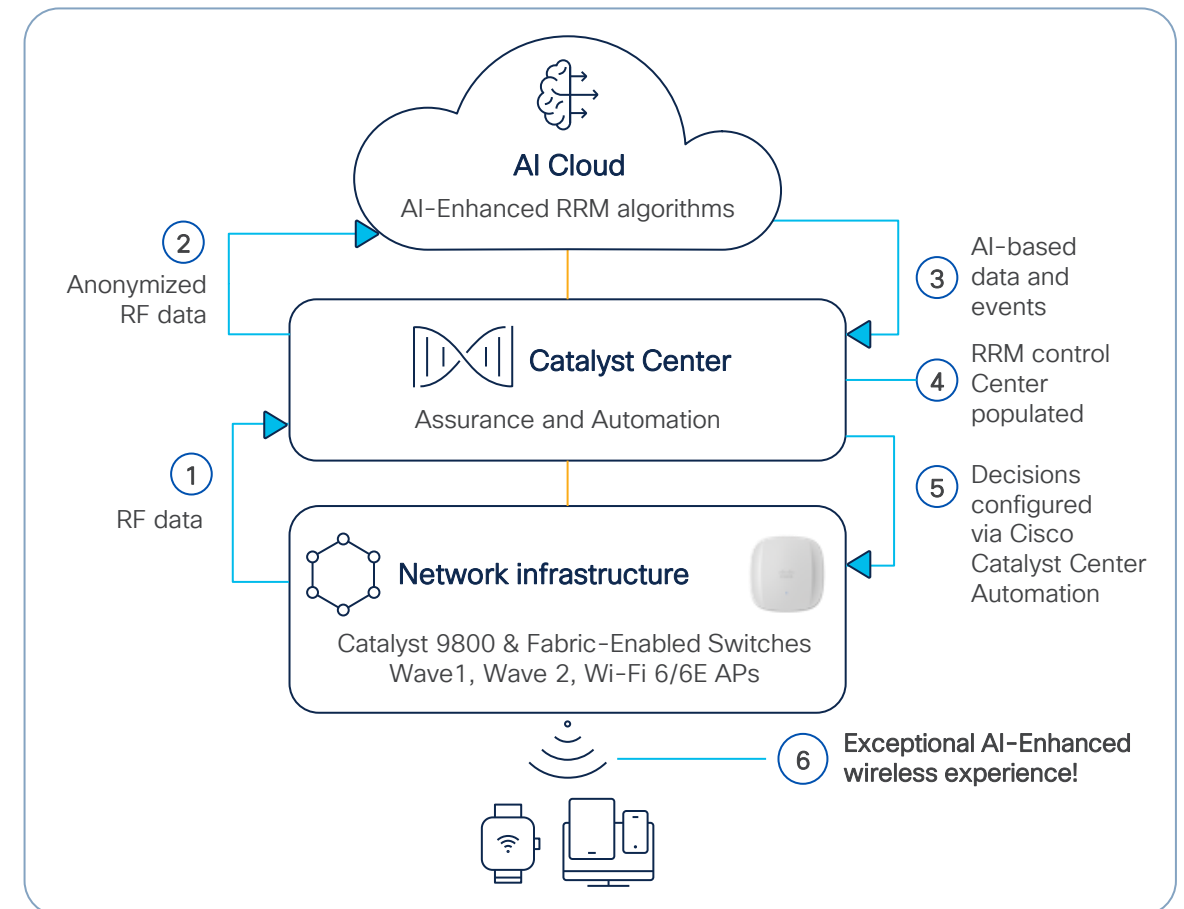 AI Cloud
AI-Enhanced RRM algorithms
2
Anonymized
RF data
3
AI-based
data and
events
Catalyst Center
Assurance and Automation
4
RRM control
Center
populated
1
RF data
5
Decisions
configured
via Cisco
Catalyst Center
Automation
Network infrastructure
Catalyst 9800 & Fabric-Enabled Switches
Wave1, Wave 2, Wi-Fi 6/6E APs
6
Exceptional AI-Enhanced
wireless experience!